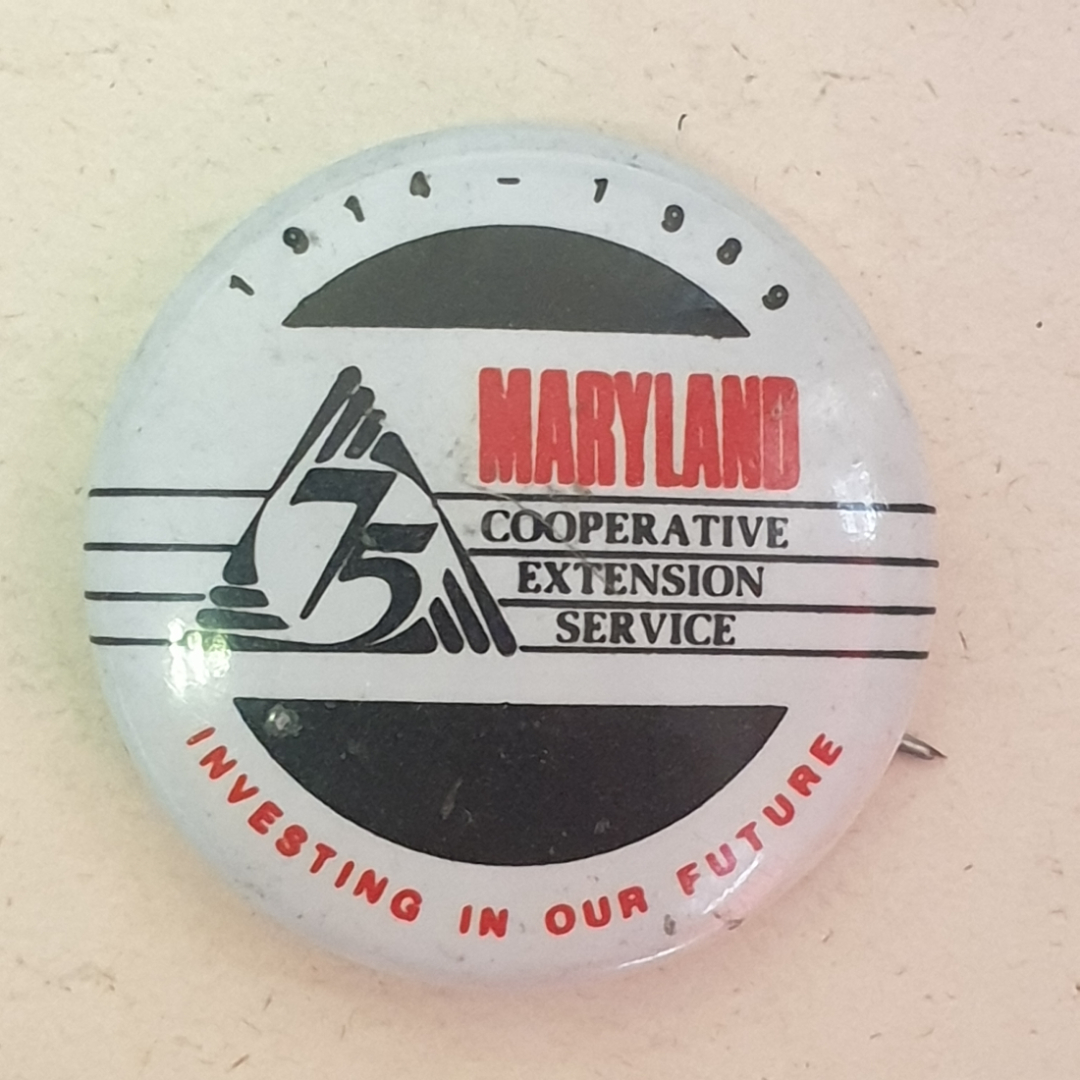 1914-1989
MARYLAND
75
COOPERATIVE
EXTENSION
SERVICE
INVESTING IN OUR FUTURE